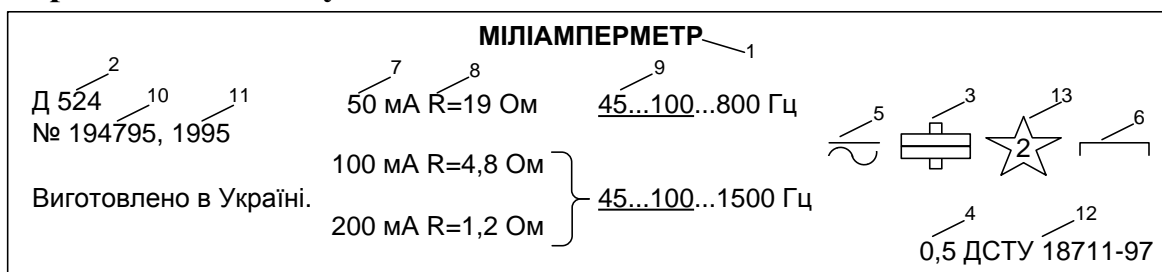 МІЛІАМПЕРМЕТР 1
2 7 8 9
Д 524 50 мА R=19 Ом 45...100...800 Гц
10 11 5 3 13 6
№ 194795, 1995
2
100 мА R=4,8 Ом
Виготовлено в Україні. 45...100...1500 Гц
200 мА R=1,2 Ом
4 12
0,5 ДСТУ 18711-97